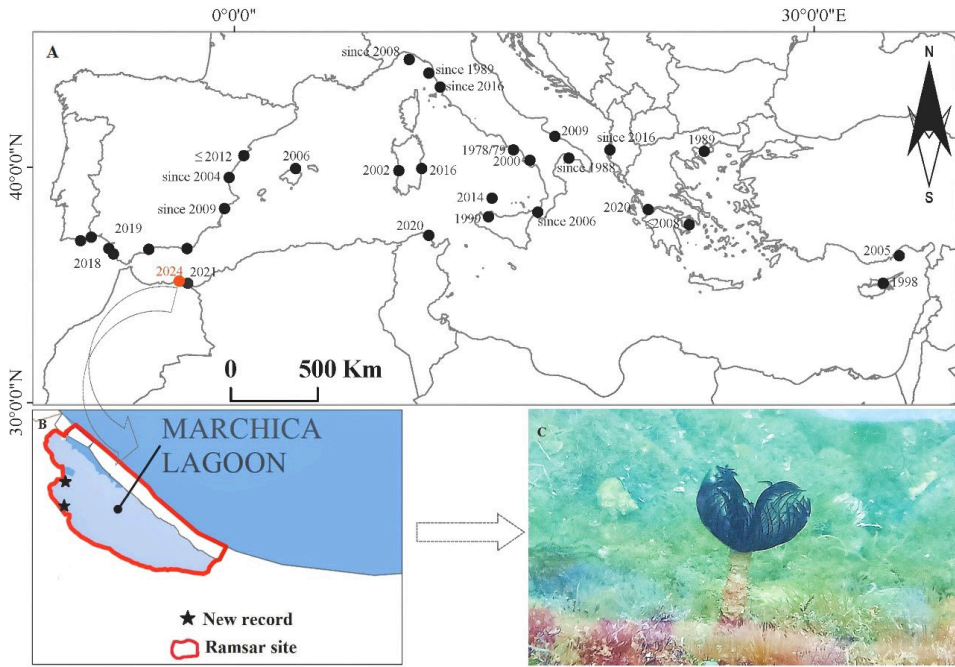 0°0'0"
30°0'0"E
A
since 2008
since 1989
since 2016
N
S
≤2012
2006
since 2004
since 2009
2002
2016
1978/79
2000
2009
since 1988
since 2016
1989
2014
1999
since 2006
2020
2020
≤2008
2005
1998
2019
2018
2024
2021
40°0'0"N
30°0'0"N
0
500 Km
B
MARCHICA
LAGOON
New record
Ramsar site
C